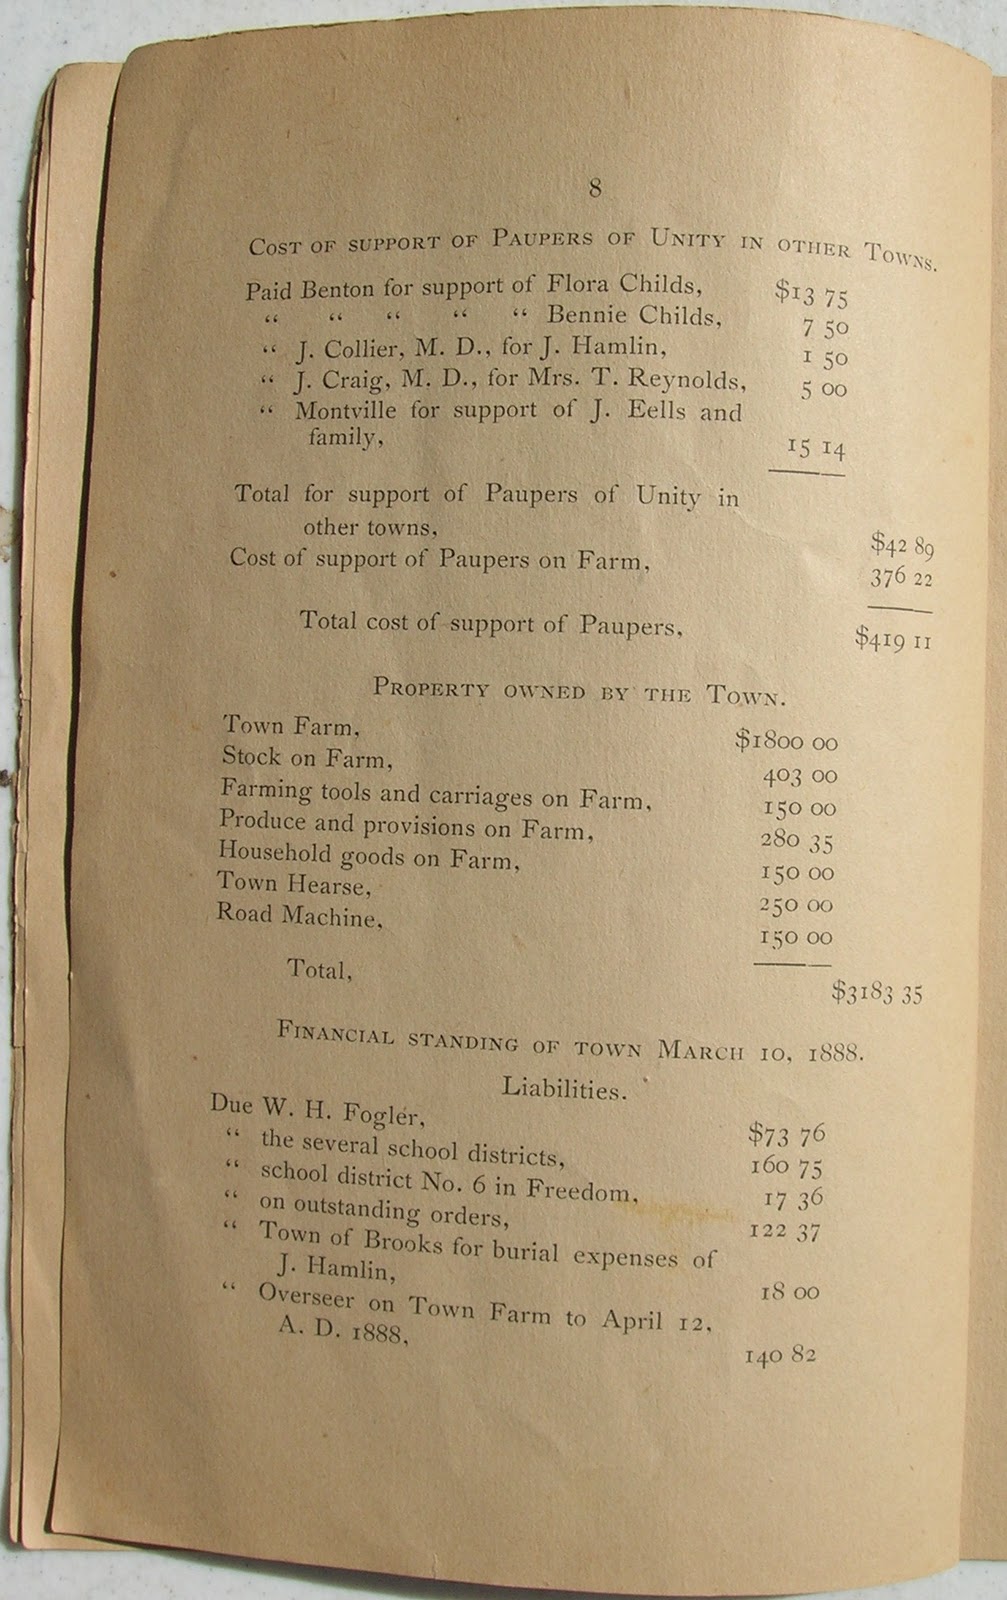 8
Cost of support of Paupers of Unity in other Towns.
Paid Benton for support of Flora Childs, $13 75
“ “ “ “ “ Bennie Childs, 7 50
“ J. Collier, M. D., for J. Hamlin, 1 50
“ J. Craig, M. D., for Mrs. T. Reynolds, 5 00
“ Montville for support of J. Eells and
family, 15 14
Total for support of Paupers of Unity in
other towns, $42 89
Cost of support of Paupers on Farm, 376 22
Total cost of support of Paupers, $419 11
Property owned by the Town.
Town Farm, $1800 00
Stock on Farm, 403 00
Farming tools and carriages on Farm, 150 00
Produce and provisions on Farm, 280 35
Household goods on Farm, 150 00
Town Hearse, 250 00
Road Machine, 150 00
Total, $3183 35
Financial standing of town March 10, 1888.
Liabilities.
Due W. H. Fogler, $73 76
“ the several school districts, 160 75
“ school district No. 6 in Freedom, 17 36
“ on outstanding orders, 122 37
“ Town of Brooks for burial expenses of
J. Hamlin, 18 00
“ Overseer on Town Farm to April 12,
A. D. 1888, 140 82